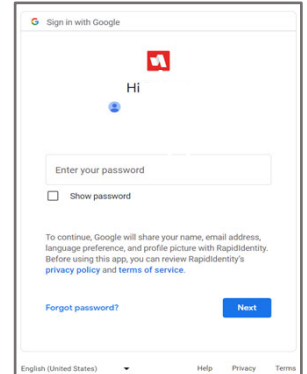 Sign in with Google
Hi
Enter your password
Show password
To continue, Google will share your name, email address,
language preference, and profile picture with RapidIdentity.
Before using this app, you can review RapidIdentity's
privacy policy and terms of service.
Forgot password?
Next
English (United States)
Help
Privacy
Terms